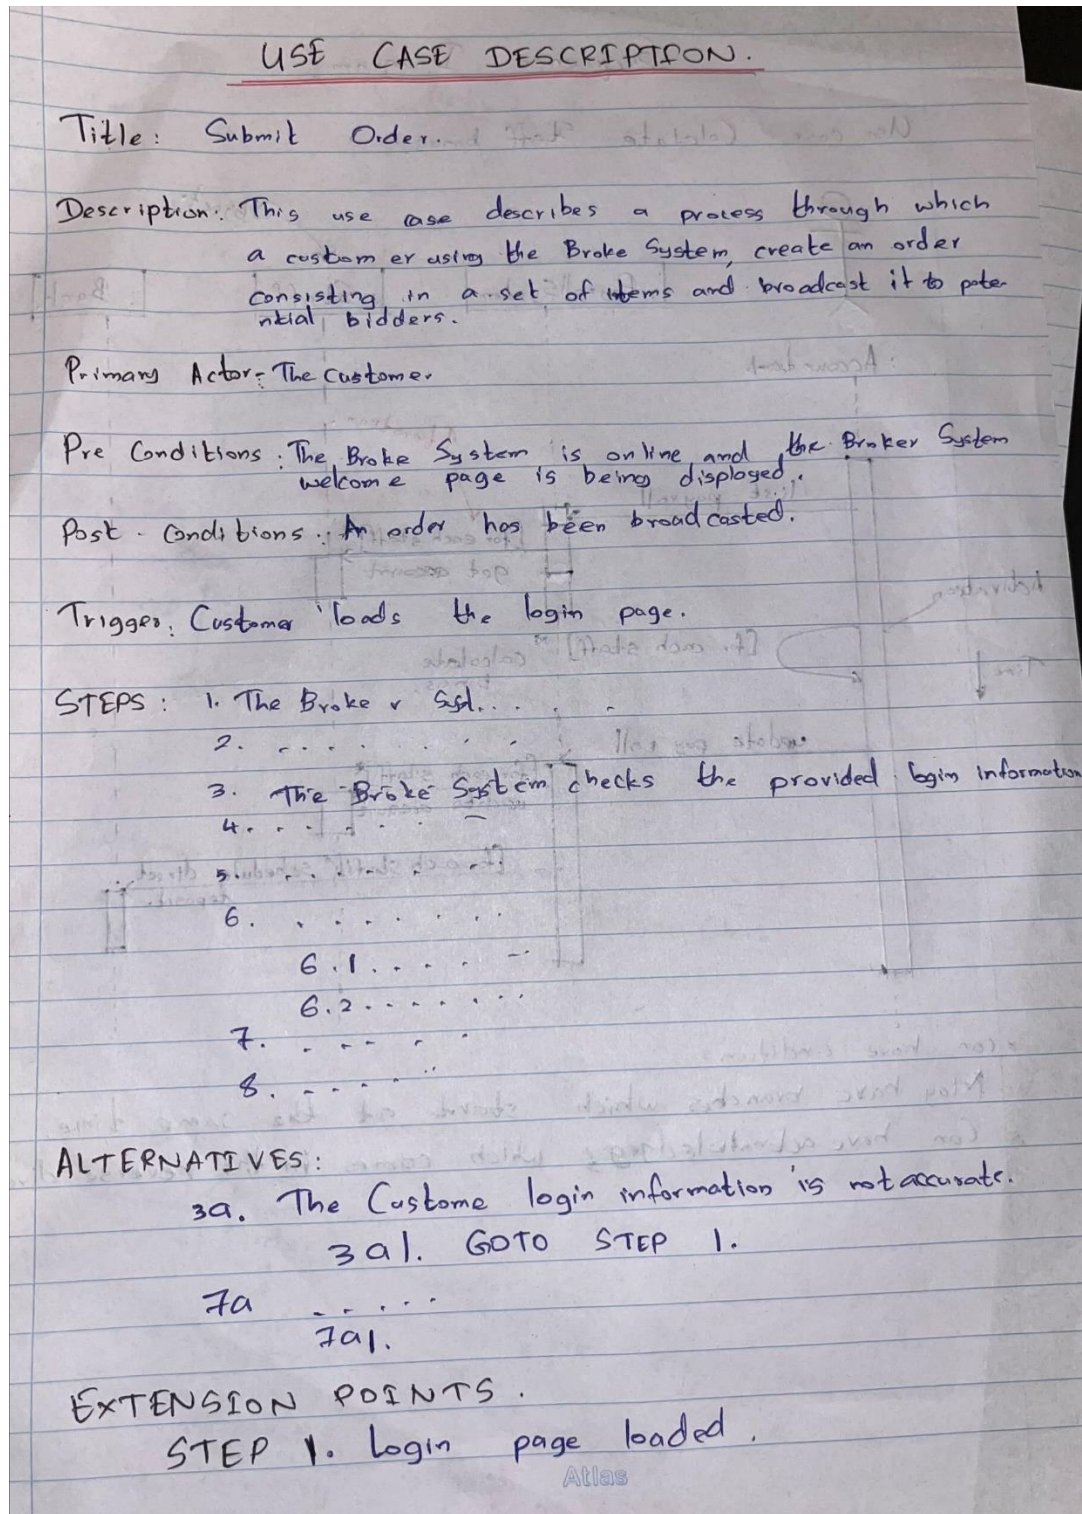 USE CASE DESCRIPTION.
Title: Submit Order.
Description: This use case describes a process through which
a customer using the Broke System, create an order
consisting in a set of items and broadcast it to pote-
ntial bidders.
Primary Actor:- The Customer.
Pre Conditions: The Broke System is online and the Broker System
welcome page is being displayed.
Post-Conditions: An order has been broadcasted.
Trigger: Customer loads the login page.
STEPS: 1. The Broker Syst.....
2. .......
3. The Broke System checks the provided login information
4. ......
5. ......
6. .......
6.1.....
6.2.......
7. .....
8. ......
ALTERNATIVES:
3a. The Custome login information is not accurate.
3a1. GOTO STEP 1.
7a .....
7a1.
EXTENSION POINTS.
STEP 1. Login page loaded.
Atlas